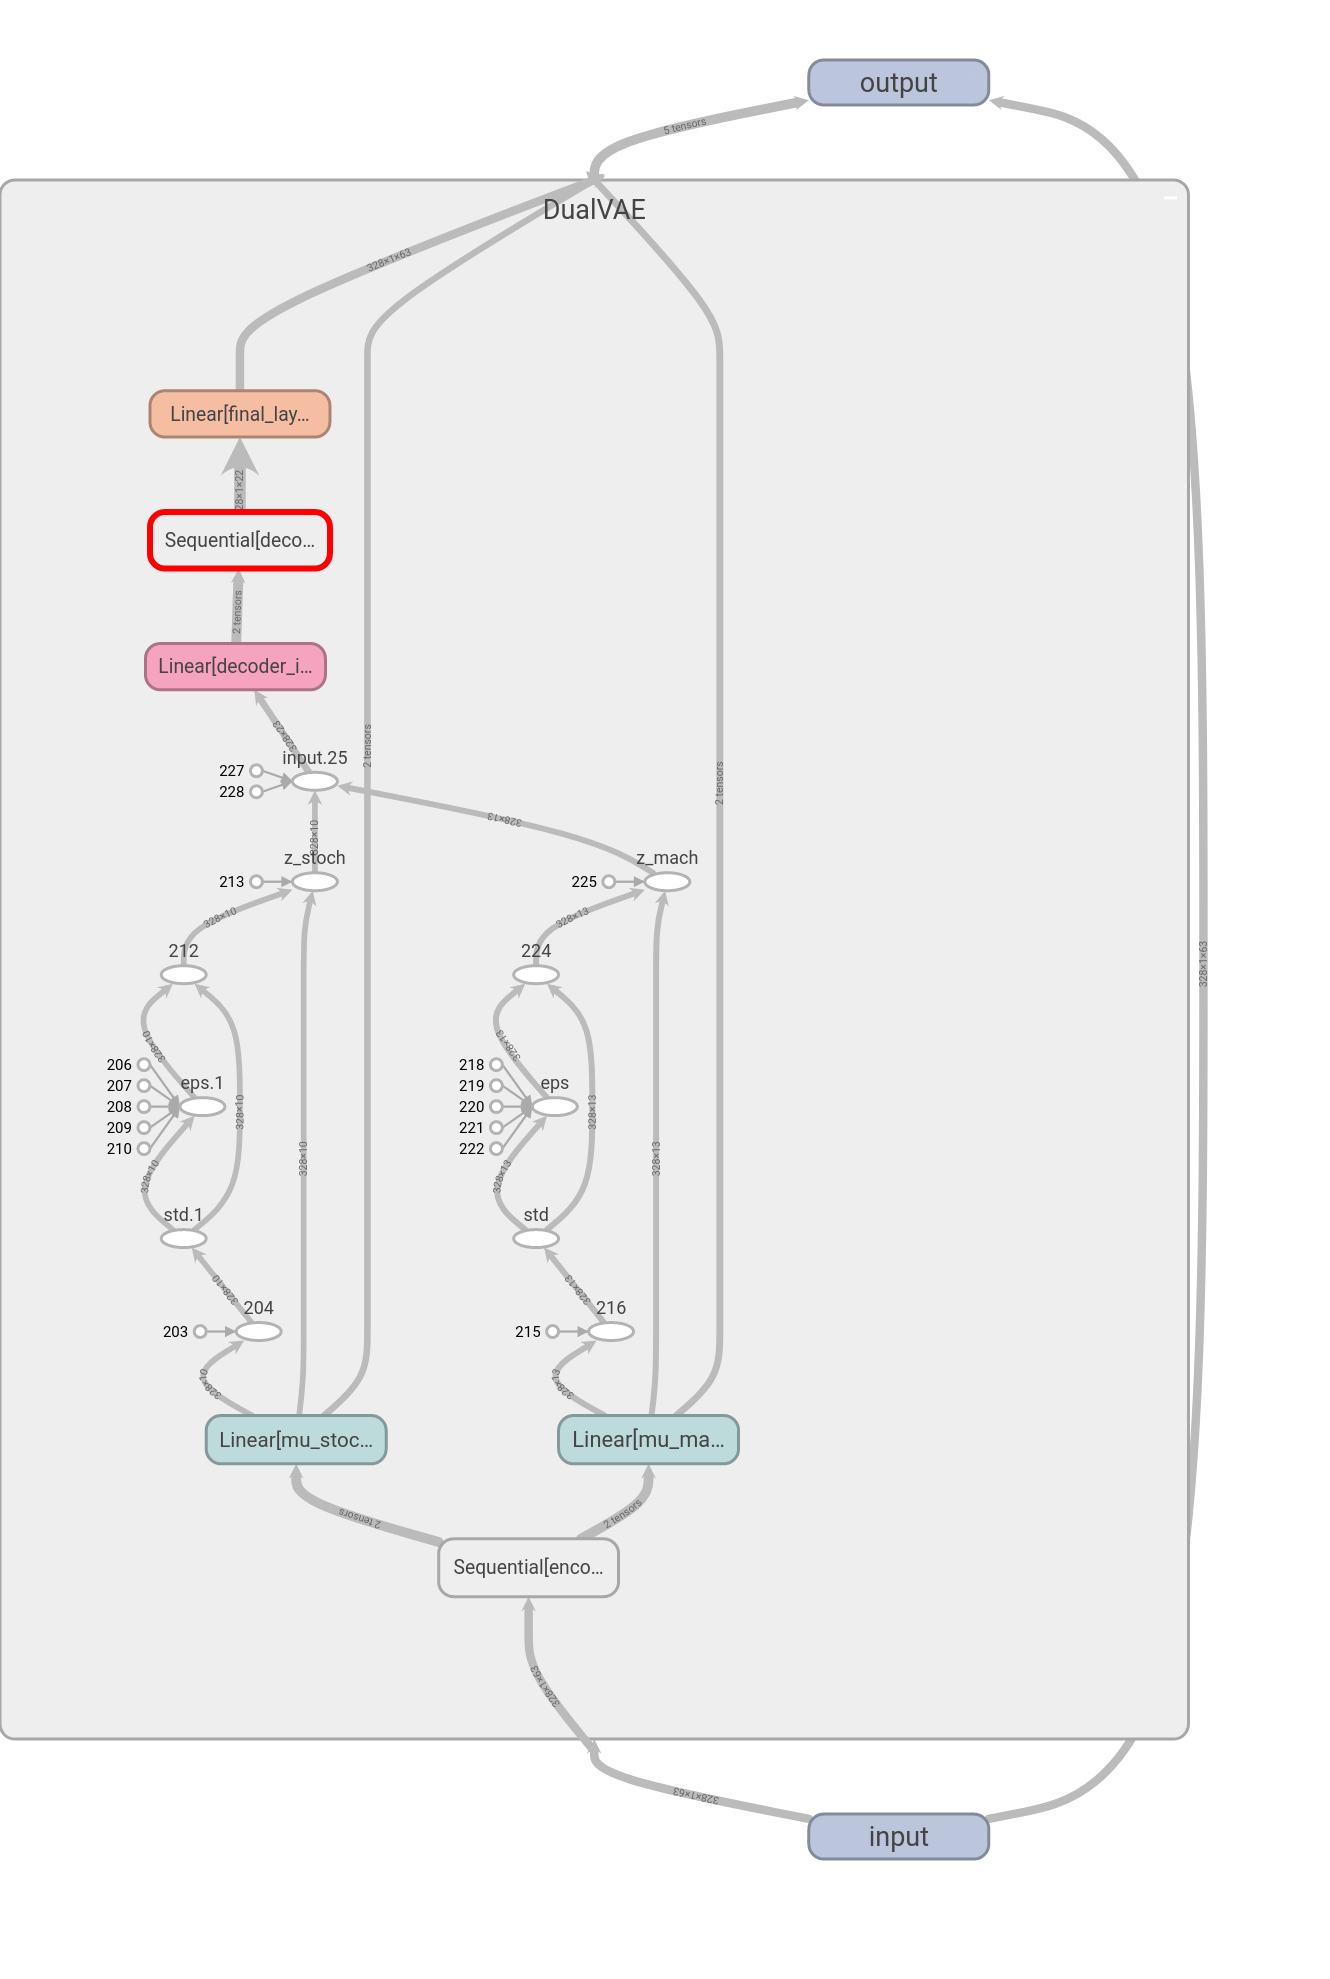 output
5 tensors
DualVAE
328×1×63
Linear[final_lay...
28×1×22
Sequential[deco...
2 tensors
Linear[decoder_i...
328×23
input.25
227
228
2 tensors
2 tensors
328×13
328×10
z_stoch
213
z_mach
225
328×10
328×13
212
224
328×10
328×13
206
207
208
209
210
eps.1
328×10
218
219
220
221
222
eps
328×13
328×10
328×13
328×10
328×13
std.1
std
328×10
328×13
204
203
216
215
328×10
328×13
Linear[mu_stoc...
Linear[mu_ma...
2 tensors
2 tensors
Sequential[enco...
328×1×63
328×1×63
328×1×63
input